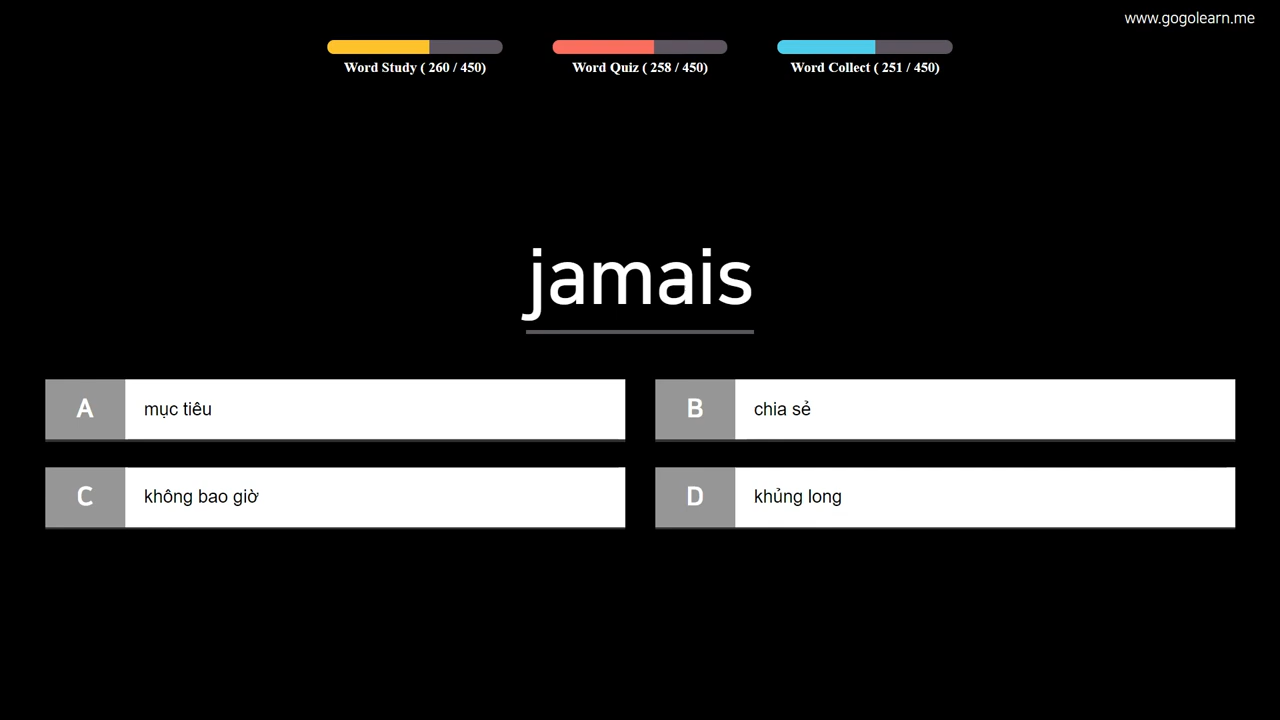 www.gogolearn.me
Word Study ( 260 / 450)
Word Quiz ( 258 / 450)
Word Collect ( 251 / 450)
jamais
A mục tiêu
B chia sẻ
C không bao giờ
D khủng long